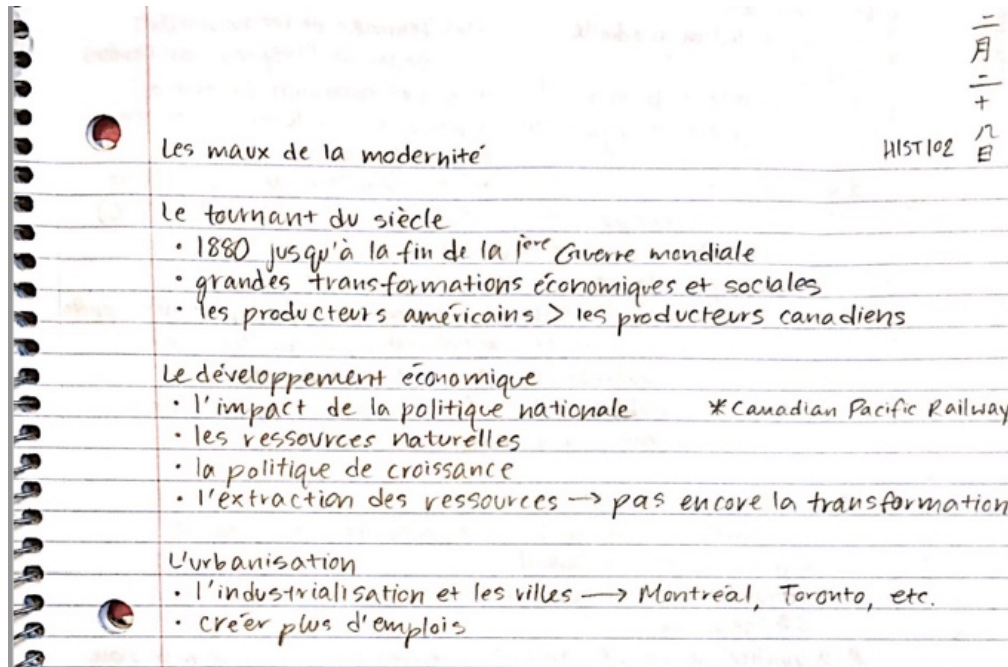 二月二十八日
Les maux de la modernité HIST102
Le tournant du siècle
· 1880 jusqu'à la fin de la 1ère Guerre mondiale
· grandes transformations économiques et sociales
· les producteurs américains > les producteurs canadiens
Le développement économique
· l'impact de la politique nationale *Canadian Pacific Railway
· les ressources naturelles
· la politique de croissance
· l'extraction des ressources → pas encore la transformation
L'urbanisation
· l'industrialisation et les villes → Montréal, Toronto, etc.
· créer plus d'emplois